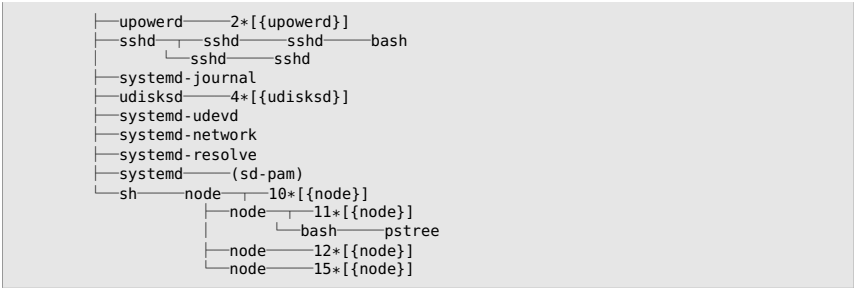 ├──upowerd─────2*[{upowerd}]
├──sshd──┬──sshd─────sshd─────bash
│        └──sshd─────sshd
├──systemd-journal
├──udisksd─────4*[{udisksd}]
├──systemd-udevd
├──systemd-network
├──systemd-resolve
├──systemd─────(sd-pam)
└──sh─────node──┬──10*[{node}]
                ├──node──┬──11*[{node}]
                │        └──bash─────pstree
                ├──node─────12*[{node}]
                └──node─────15*[{node}]